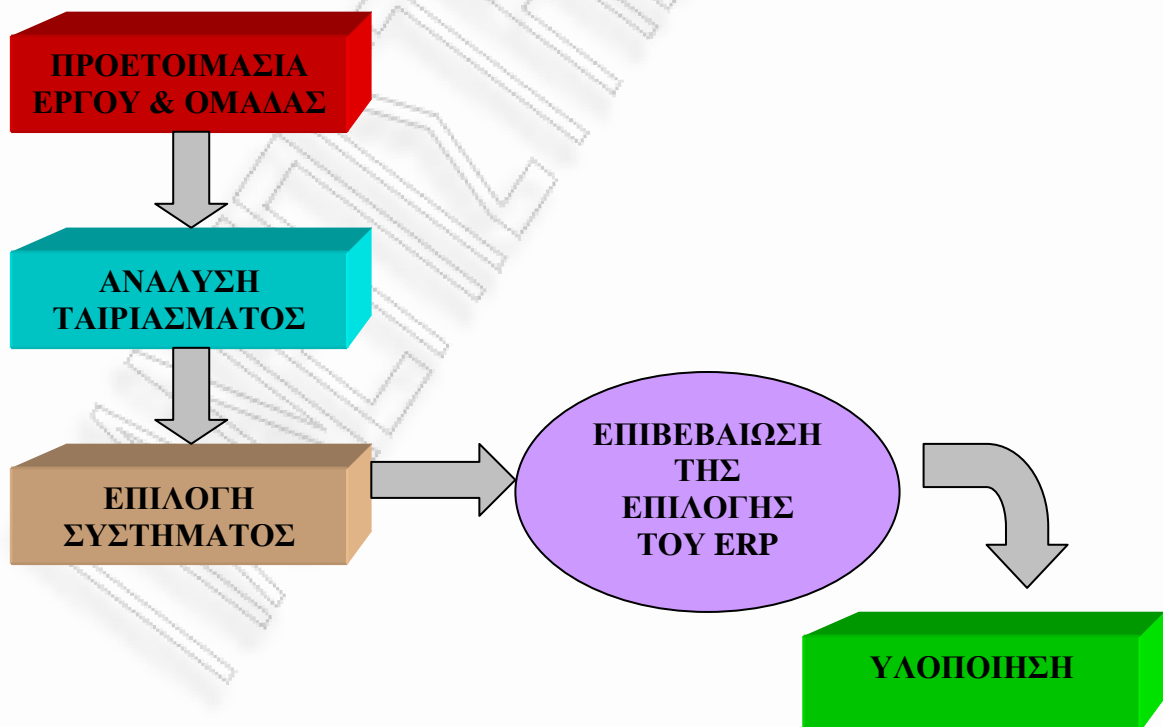 ΠΡΟΕΤΟΙΜΑΣΙΑ
ΕΡΓΟΥ & ΟΜΑΔΑΣ
ΑΝΑΛΥΣΗ
ΤΑΙΡΙΑΣΜΑΤΟΣ
ΕΠΙΛΟΓΗ
ΣΥΣΤΗΜΑΤΟΣ
ΕΠΙΒΕΒΑΙΩΣΗ
ΤΗΣ
ΕΠΙΛΟΓΗΣ
ΤΟΥ ERP
ΥΛΟΠΟΙΗΣΗ